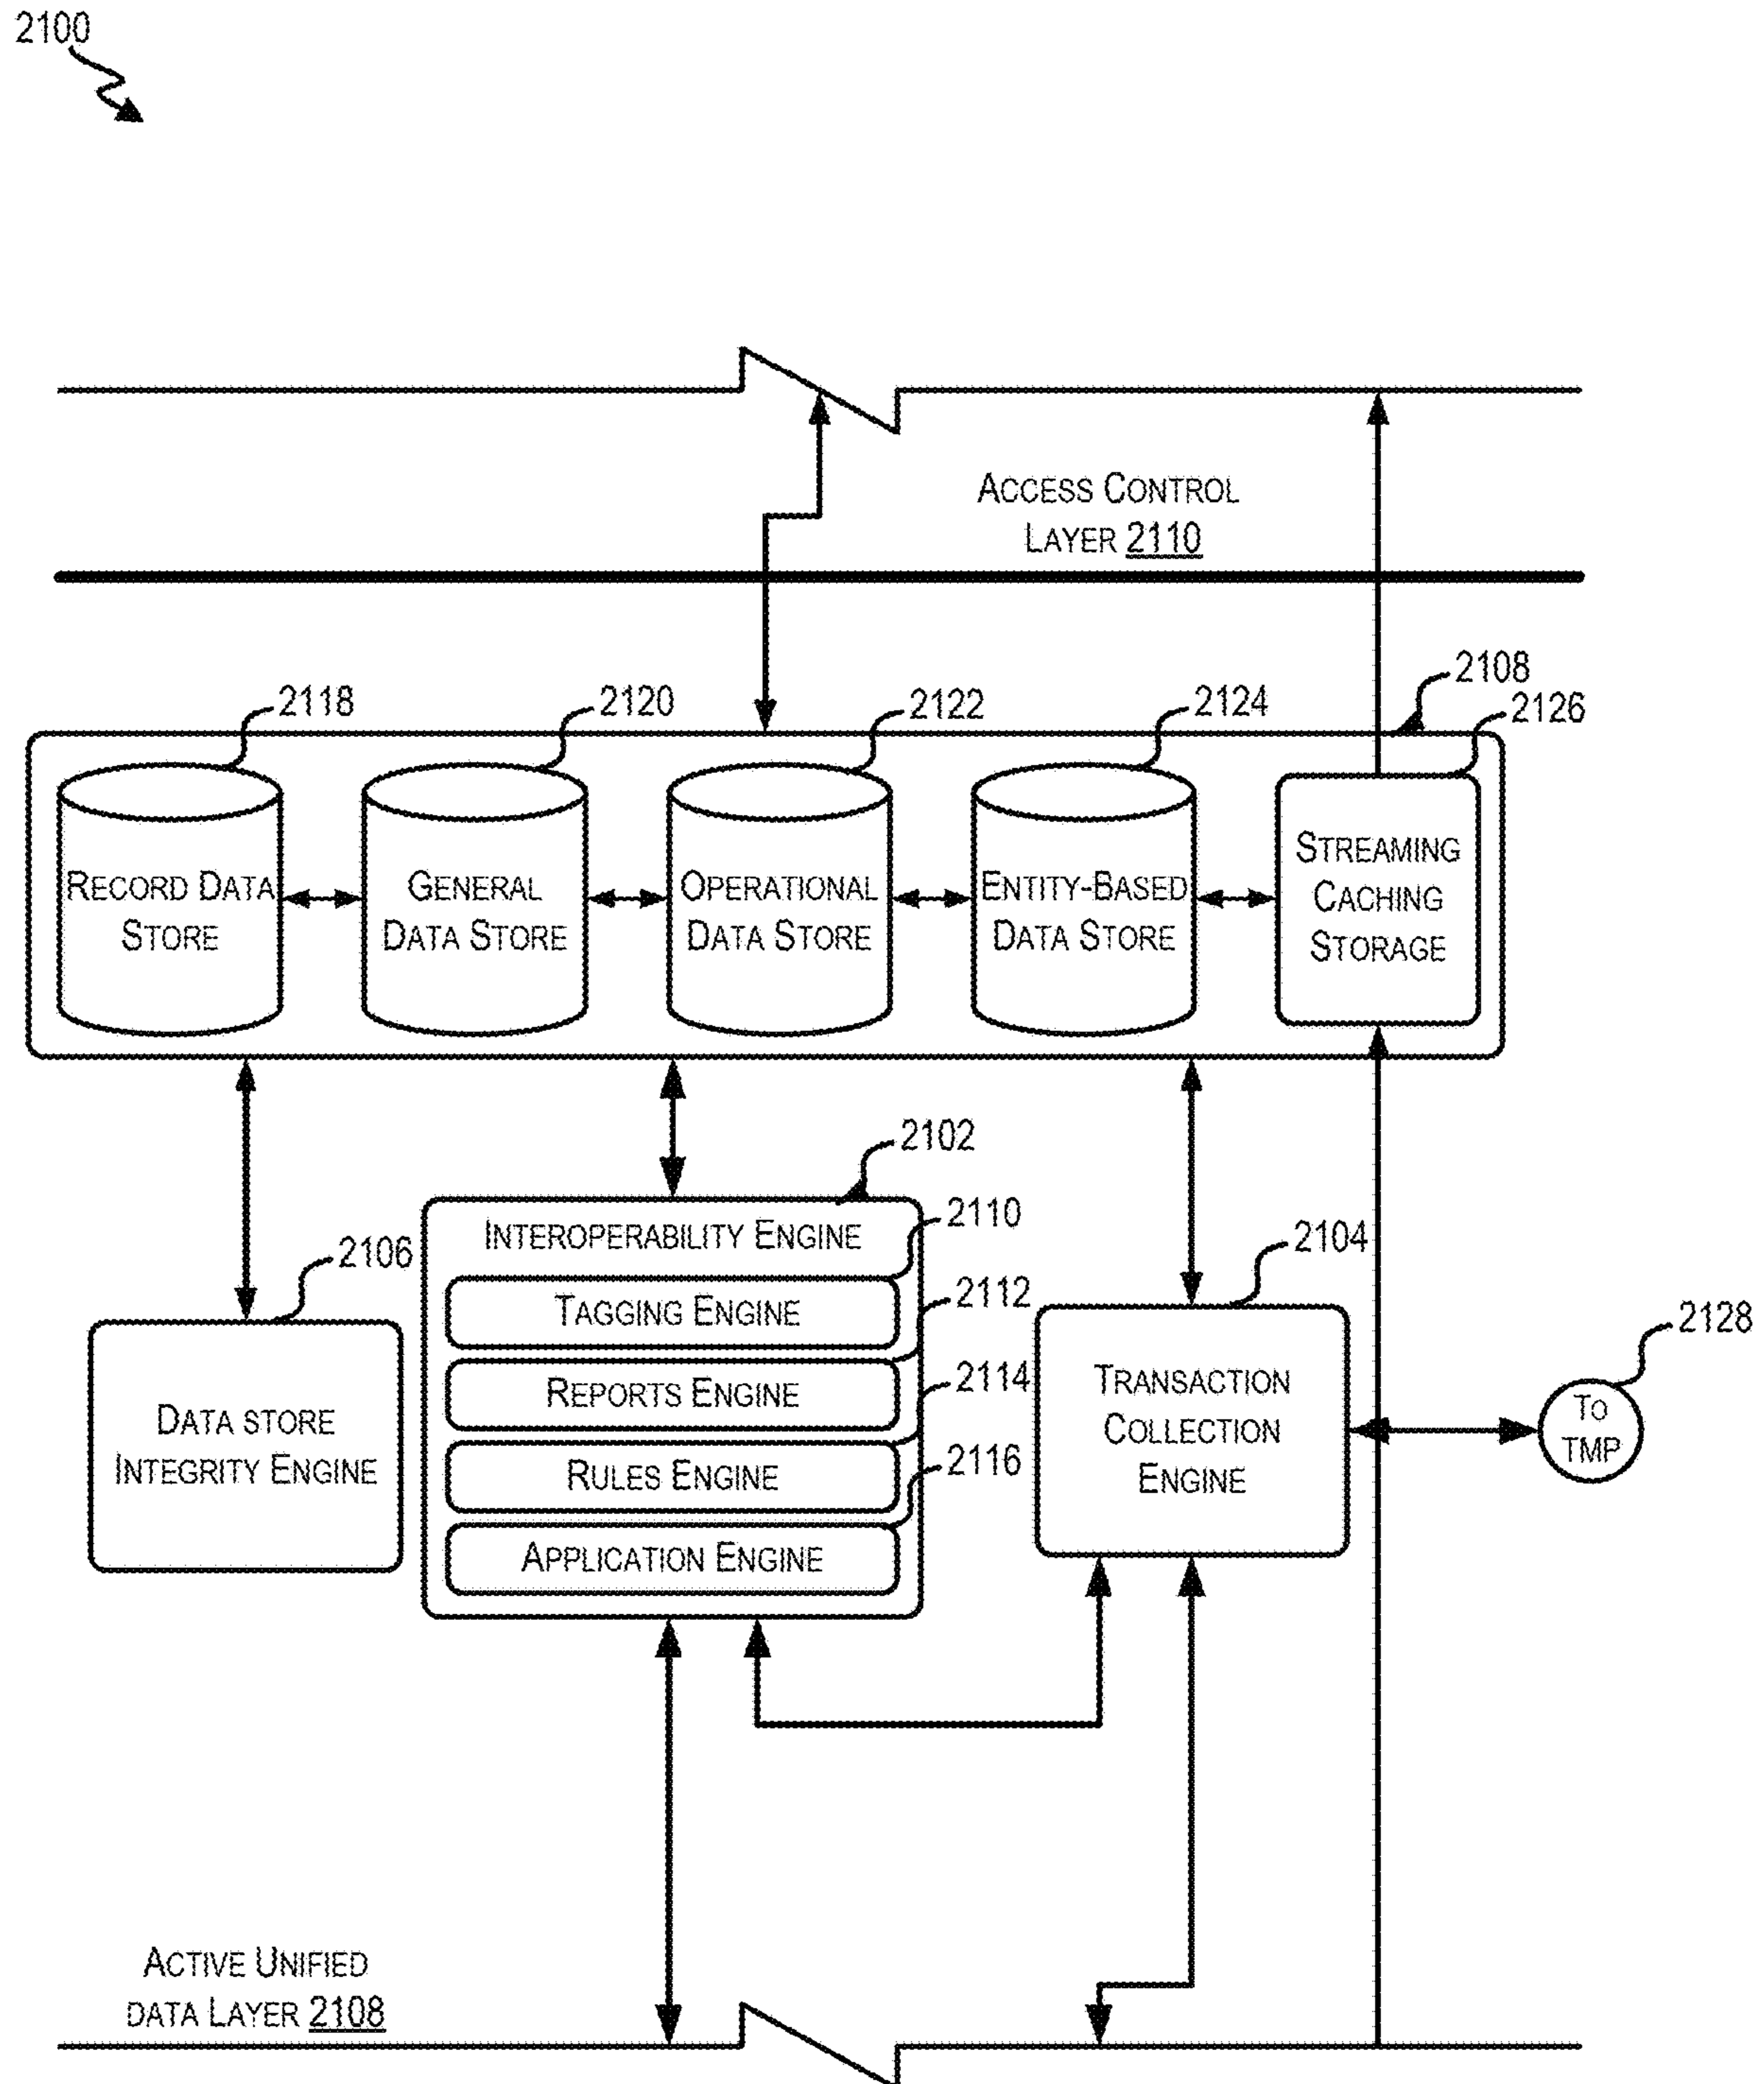 2100
ACCESS CONTROL
LAYER 2110
2108
2118
2120
2122
2124
2126
RECORD DATA
STORE
GENERAL
DATA STORE
OPERATIONAL
DATA STORE
ENTITY-BASED
DATA STORE
STREAMING
CACHING
STORAGE
2102
2106
INTEROPERABILITY ENGINE
2110
2104
TAGGING ENGINE
2112
REPORTS ENGINE
2114
RULES ENGINE
2116
APPLICATION ENGINE
DATA STORE
INTEGRITY ENGINE
TRANSACTION
COLLECTION
ENGINE
2128
TO
TMP
ACTIVE UNIFIED
DATA LAYER 2108